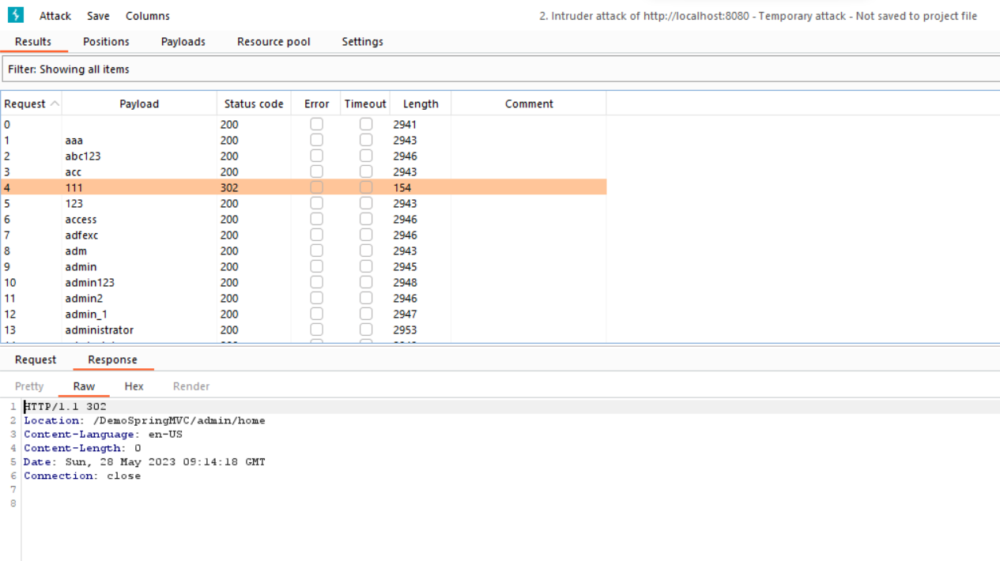 Attack Save Columns 2. Intruder attack of http://localhost:8080 - Temporary attack - Not saved to project file
Results Positions Payloads Resource pool Settings
Filter: Showing all items
Request Payload Status code Error Timeout Length Comment
0 200 2941
1 aaa 200 2943
2 abc123 200 2946
3 acc 200 2943
4 111 302 154
5 123 200 2943
6 access 200 2946
7 adfexc 200 2946
8 adm 200 2943
9 admin 200 2945
10 admin123 200 2948
11 admin2 200 2946
12 admin_1 200 2947
13 administrator 200 2953
Request Response
Pretty Raw Hex Render
1 HTTP/1.1 302
2 Location: /DemoSpringMVC/admin/home
3 Content-Language: en-US
4 Content-Length: 0
5 Date: Sun, 28 May 2023 09:14:18 GMT
6 Connection: close
7
8